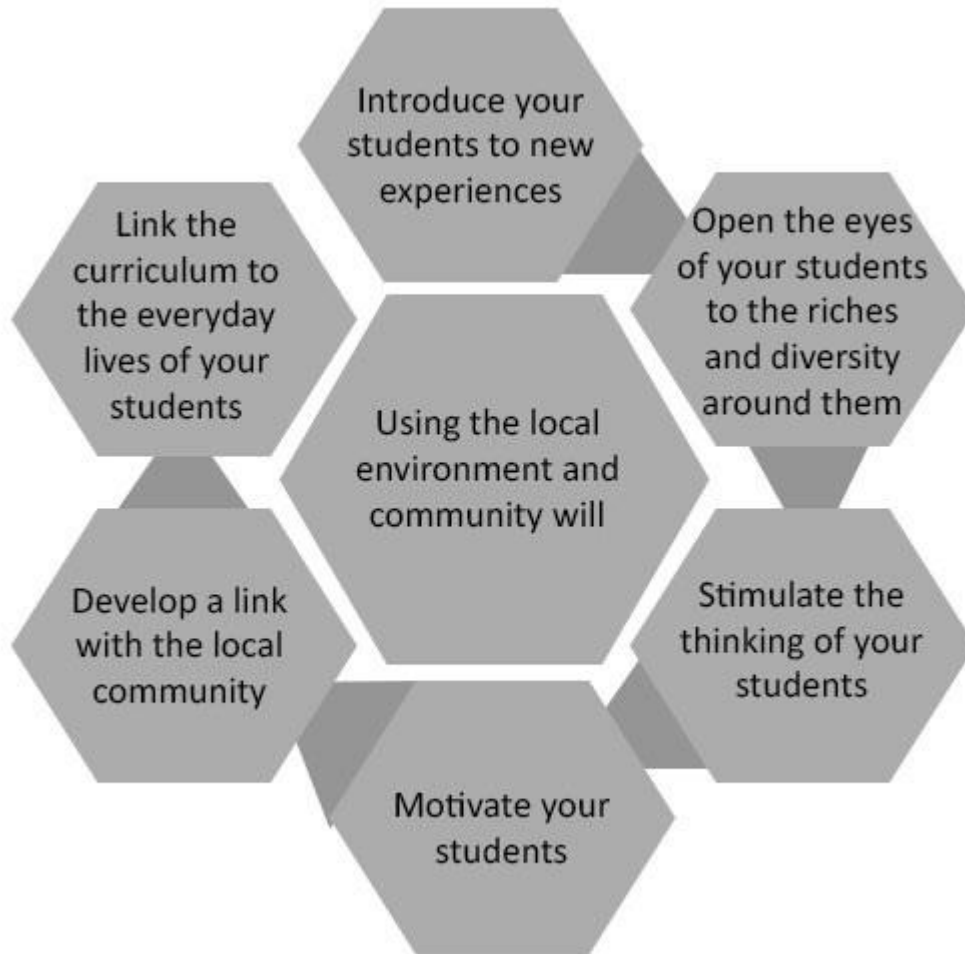 Introduce your
students to new
experiences
Open the eyes
of your students
to the riches
and diversity
around them
Stimulate the
thinking of your
students
Motivate your
students
Develop a link
with the local
community
Link the
curriculum to
the everyday
lives of your
students
Using the local
environment and
community will